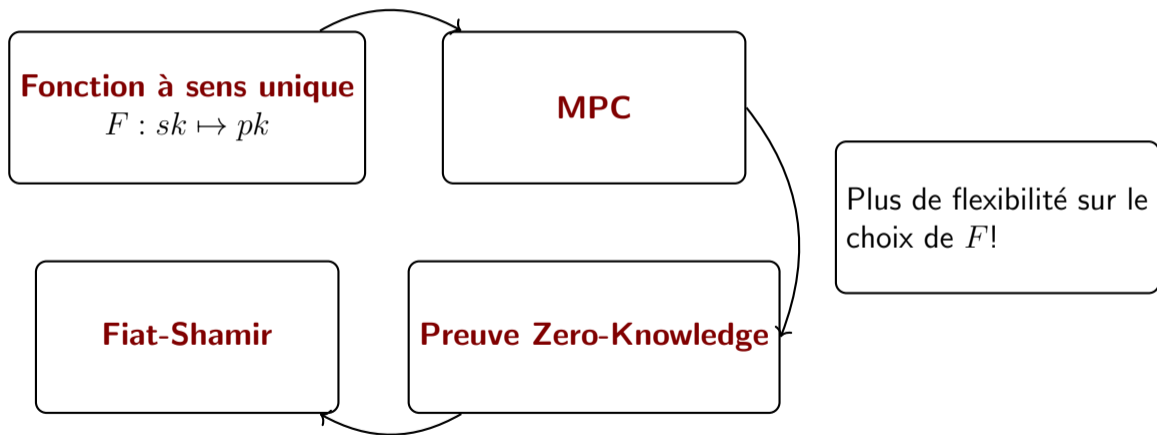 Fonction à sens unique
F : sk ↦ pk
MPC
Plus de flexibilité sur le
choix de F!
Fiat-Shamir
Preuve Zero-Knowledge